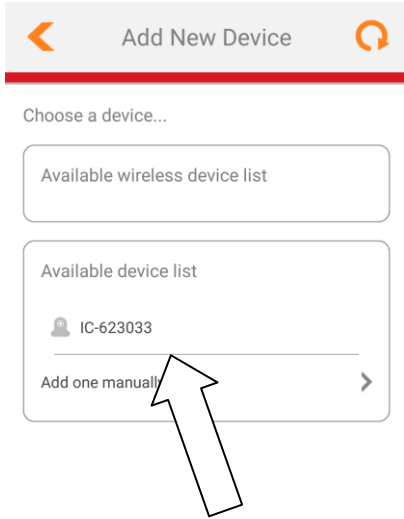 Add New Device
Choose a device...
Available wireless device list
Available device list
IC-623033
Add one manually